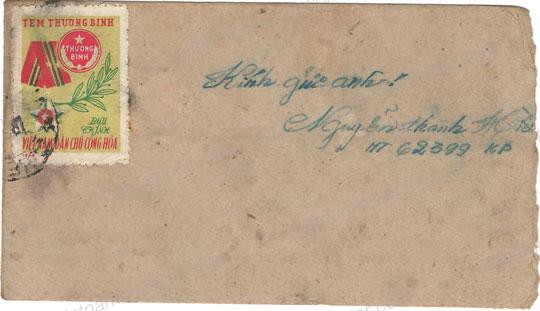 TEM THƯƠNG BINH
THƯƠNG
BINH
BƯU
CHÍNH
VIỆT NAM DÂN CHỦ CỘNG HÒA
Kính gửi anh!
Nguyễn thanh
HT 62399 KP